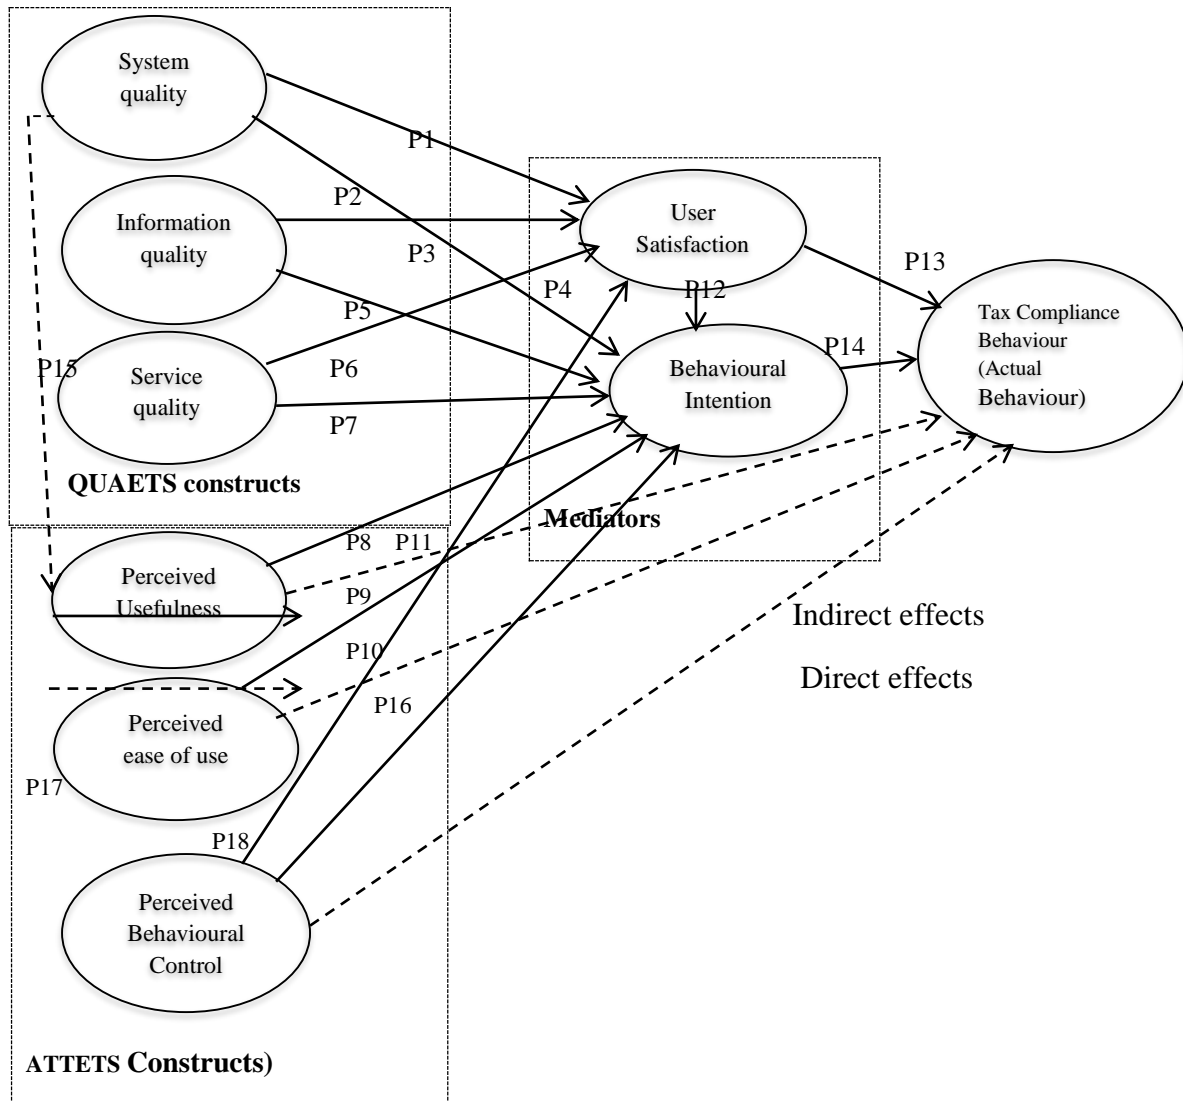 System
quality
P1
P2
Information
quality
P3
User
Satisfaction
P4
P12
P13
P5
Tax Compliance
Behaviour
(Actual
Behaviour)
P14
P15
Service
quality
P6
P7
Behavioural
Intention
QUAETS constructs
Mediators
P8
P11
Perceived
Usefulness
P9
Indirect effects
P10
Direct effects
P16
Perceived
ease of use
P17
P18
Perceived
Behavioural
Control
ATTETS Constructs)